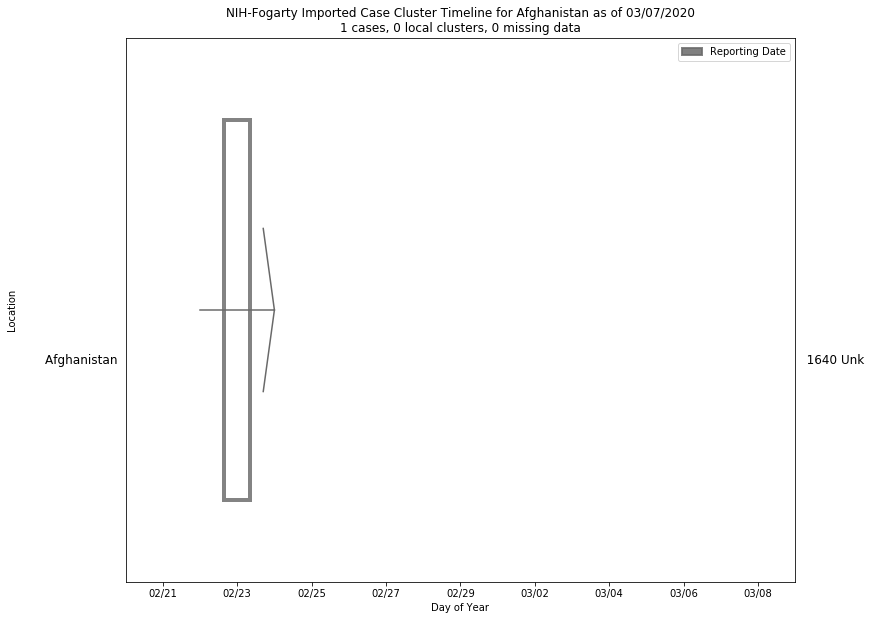 NIH-Fogarty Imported Case Cluster Timeline for Afghanistan as of 03/07/2020
1 cases, 0 local clusters, 0 missing data
Reporting Date
Location
Afghanistan
1640 Unk
02/21 02/23 02/25 02/27 02/29 03/02 03/04 03/06 03/08
Day of Year